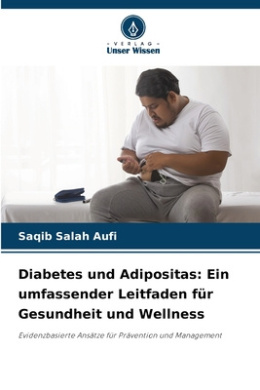 VERLAG
Unser Wissen
Saqib Salah Aufi
Diabetes und Adipositas: Ein
umfassender Leitfaden für
Gesundheit und Wellness
Evidenzbasierte Ansätze für Prävention und Management